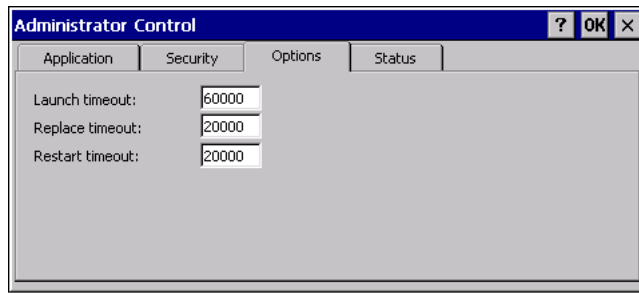 Administrator Control ? OK ×
Application Security Options Status
Launch timeout: 60000
Replace timeout: 20000
Restart timeout: 20000